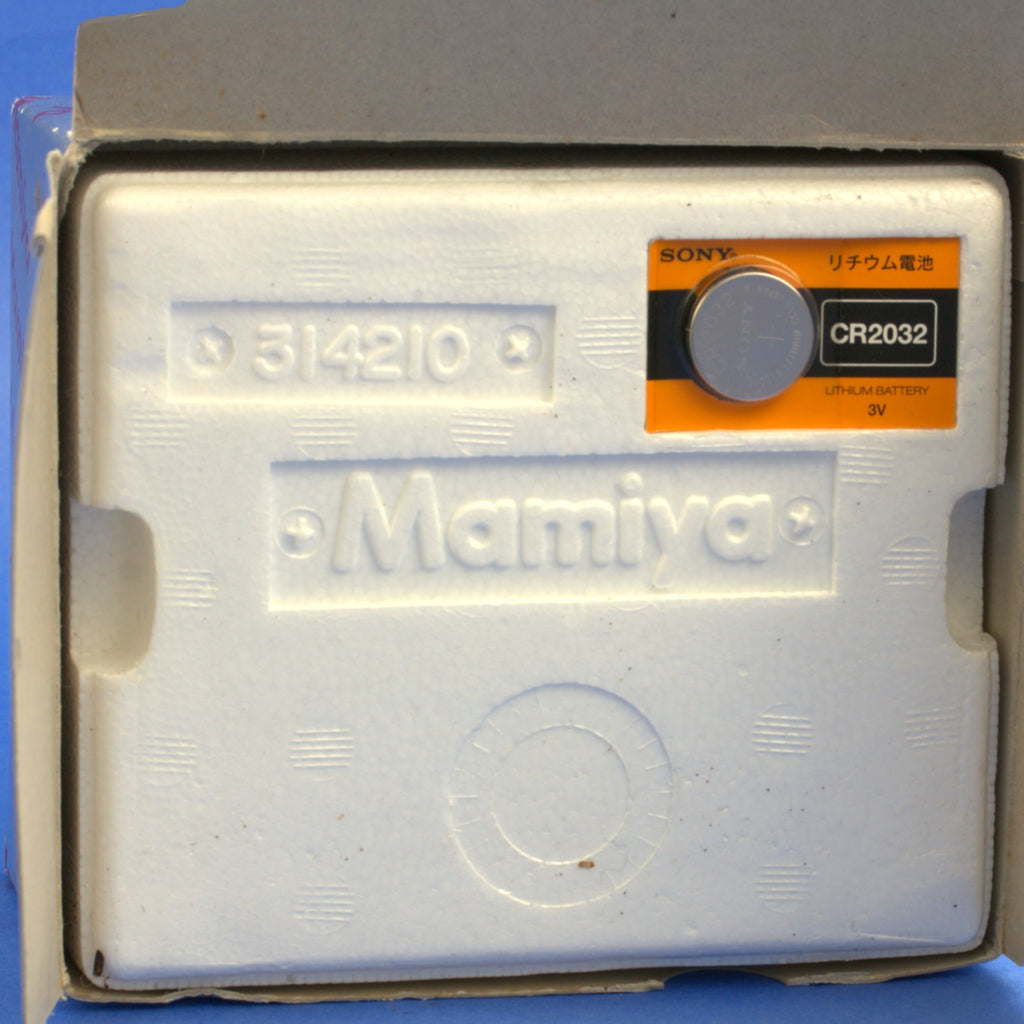 SONY
リチウム電池
314210
CR2032
LITHIUM BATTERY
3V
Mamiya